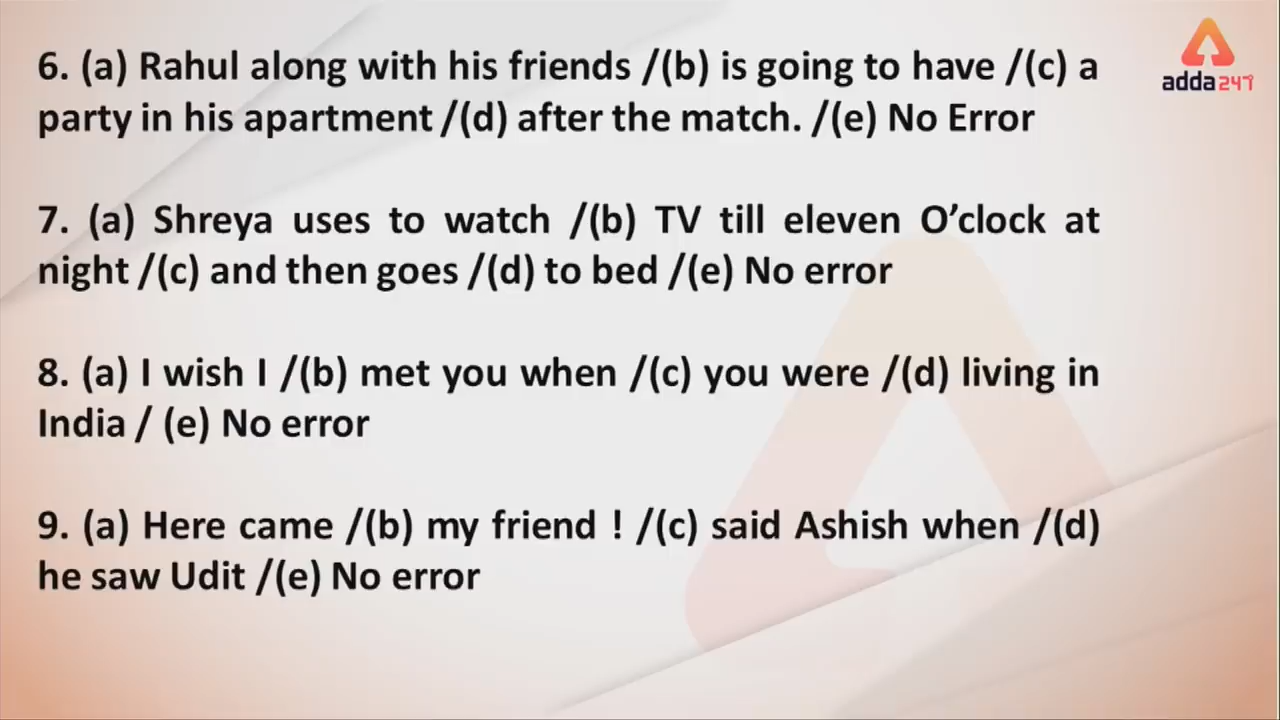 6. (a) Rahul along with his friends /(b) is going to have /(c) a
party in his apartment /(d) after the match. /(e) No Error
adda247
7. (a) Shreya uses to watch /(b) TV till eleven O’clock at
night /(c) and then goes /(d) to bed /(e) No error
8. (a) I wish I /(b) met you when /(c) you were /(d) living in
India / (e) No error
9. (a) Here came /(b) my friend ! /(c) said Ashish when /(d)
he saw Udit /(e) No error